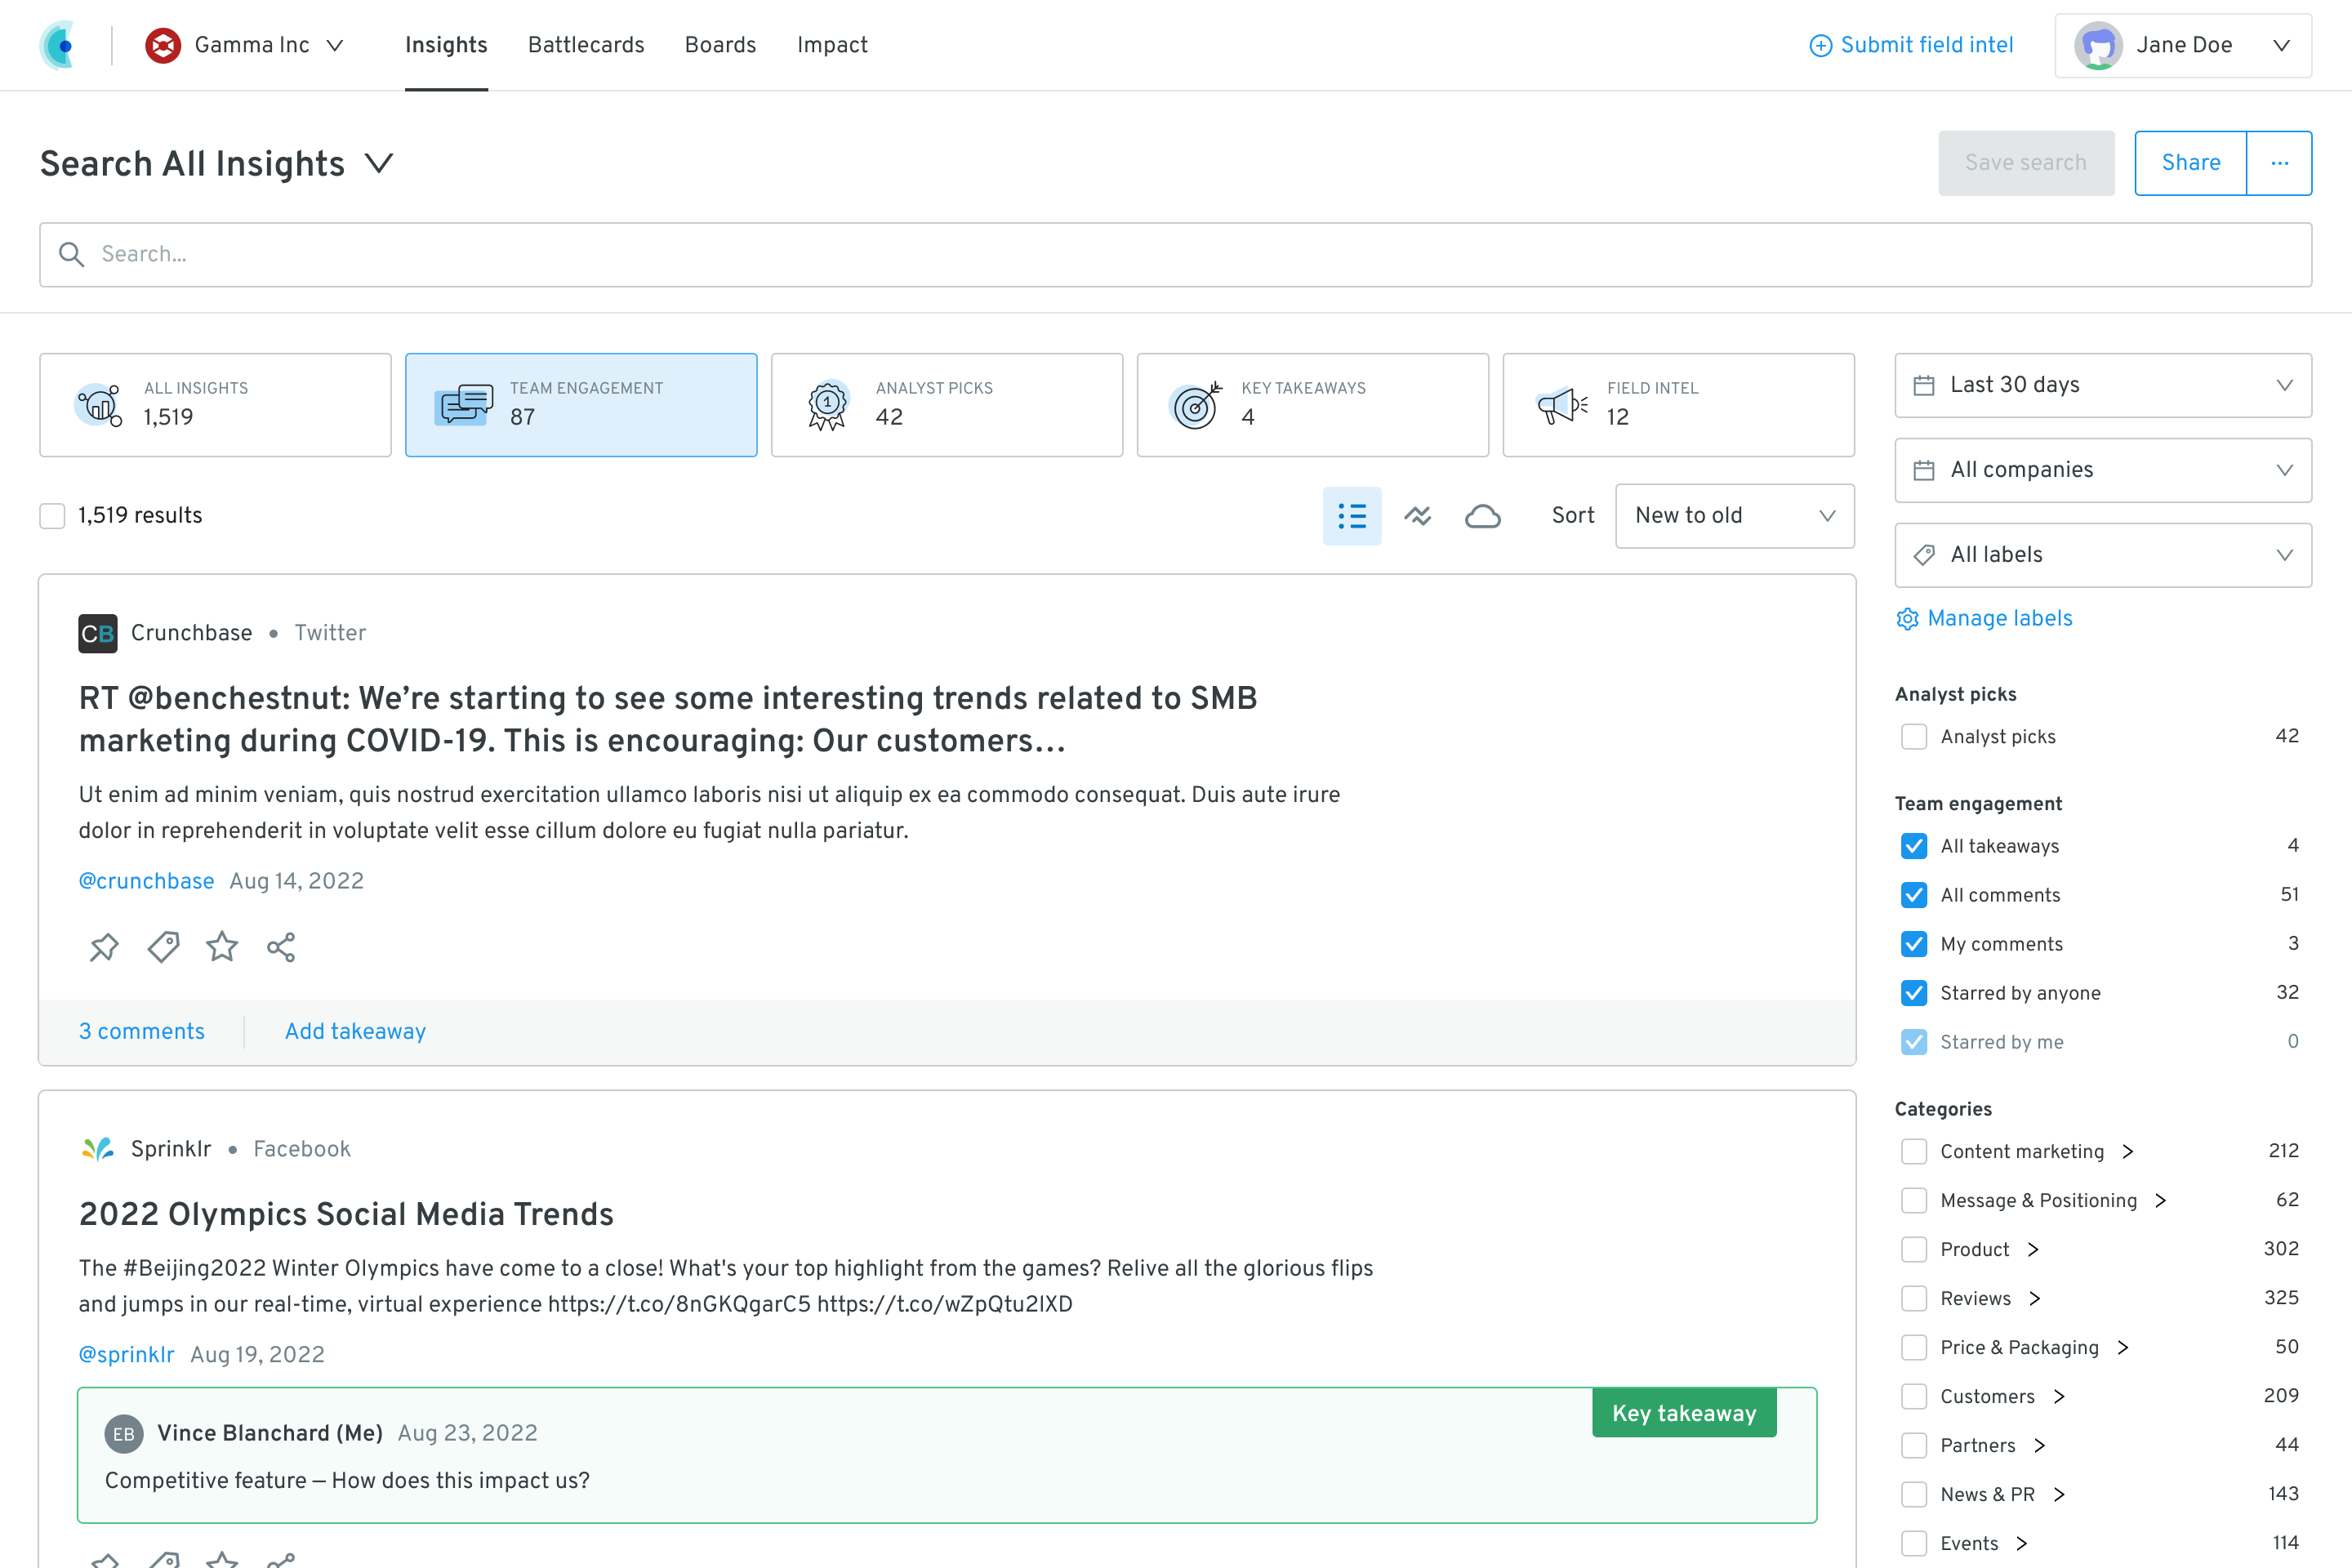 Gamma Inc
Insights
Battlecards
Boards
Impact
Submit field intel
Jane Doe
Search All Insights
Save search
Share
...
Search...
ALL INSIGHTS
1,519
TEAM ENGAGEMENT
87
1
ANALYST PICKS
42
KEY TAKEAWAYS
4
FIELD INTEL
12
1,519 results
Sort
New to old
CB
Crunchbase • Twitter
RT @benchestnut: We’re starting to see some interesting trends related to SMB
marketing during COVID-19. This is encouraging: Our customers…
Ut enim ad minim veniam, quis nostrud exercitation ullamco laboris nisi ut aliquip ex ea commodo consequat. Duis aute irure
dolor in reprehenderit in voluptate velit esse cillum dolore eu fugiat nulla pariatur.
@crunchbase Aug 14, 2022
3 comments
Add takeaway
Sprinklr • Facebook
2022 Olympics Social Media Trends
The #Beijing2022 Winter Olympics have come to a close! What's your top highlight from the games? Relive all the glorious flips
and jumps in our real-time, virtual experience https://t.co/8nGKQgarC5 https://t.co/wZpQtu2lXD
@sprinklr Aug 19, 2022
Key takeaway
EB
Vince Blanchard (Me) Aug 23, 2022
Competitive feature – How does this impact us?
Last 30 days
All companies
All labels
Manage labels
Analyst picks
Analyst picks 42
Team engagement
All takeaways 4
All comments 51
My comments 3
Starred by anyone 32
Starred by me 0
Categories
Content marketing 212
Message & Positioning 62
Product 302
Reviews 325
Price & Packaging 50
Customers 209
Partners 44
News & PR 143
Events 114